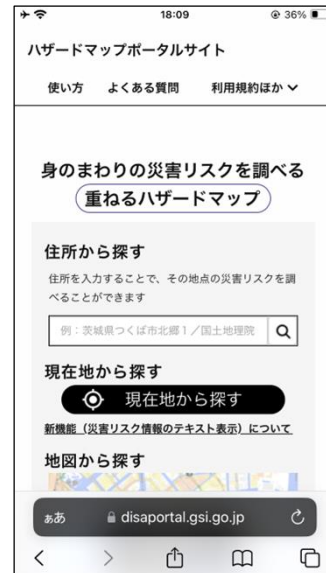 18:09
36%
ハザードマップポータルサイト
使い方 よくある質問 利用規約ほか
身のまわりの災害リスクを調べる
重ねるハザードマップ
住所から探す
住所を入力することで、その地点の災害リスクを調
べることができます
例:茨城県つくば市北郷1/国土地理院
現在地から探す
現在地から探す
新機能(災害リスク情報のテキスト表示)について
地図から探す
ぁあ disaportal.gsi.go.jp